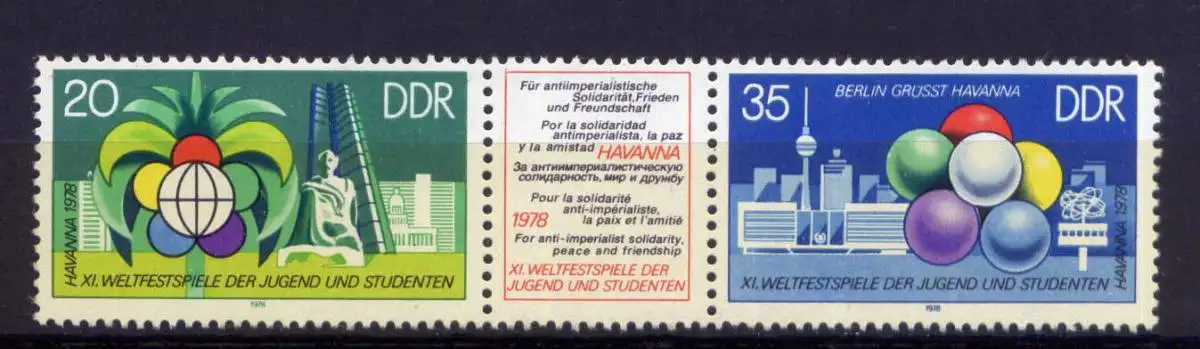 20
DDR
HAVANNA 1978
XI. WELTFESTSPIELE DER JUGEND UND STUDENTEN
1978
Für antiimperialistische
Solidarität, Frieden
und Freundschaft
Por la solidaridad
antimperialista, la paz
y la amistad HAVANNA
За антиимпериалистическую
солидарность, мир и дружбу
Pour la solidarité
anti-impérialiste,
1978 la paix et l'amitié
For anti-imperialist solidarity,
peace and friendship
XI. WELTFESTSPIELE DER
JUGEND UND STUDENTEN
35
BERLIN GRÜSST HAVANNA
DDR
HAVANNA 1978
XI. WELTFESTSPIELE DER JUGEND UND STUDENTEN
1978